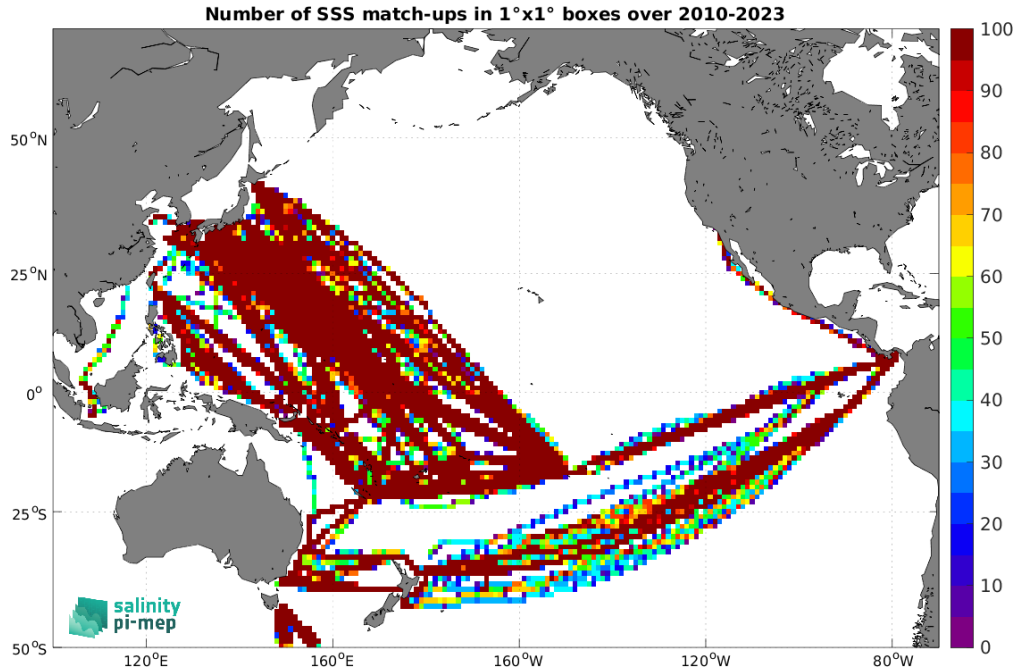 Number of SSS match-ups in 1°x1° boxes over 2010-2023
50°N
25°N
0°
25°S
50°S
120°E
160°E
160°W
120°W
80°W
100
90
80
70
60
50
40
30
20
10
0
salinity
pi-mep